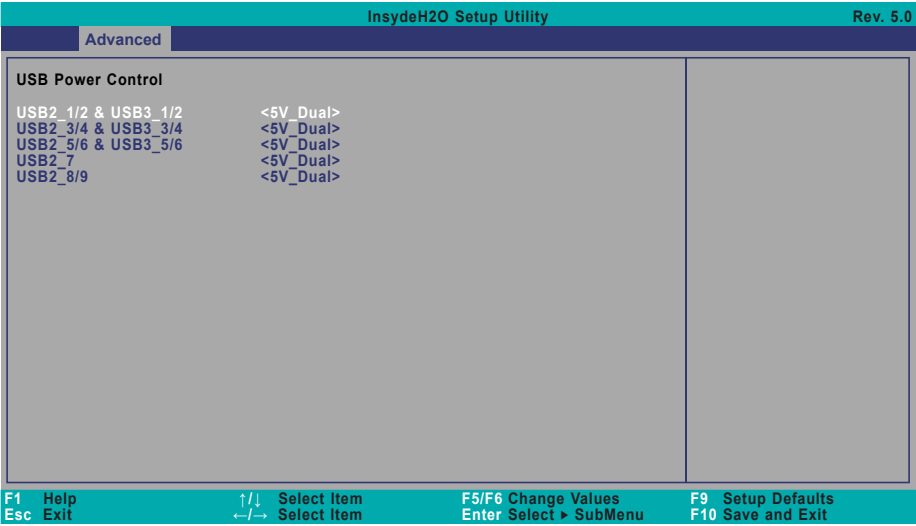 InsydeH2O Setup Utility Rev. 5.0
Advanced
USB Power Control
USB2_1/2 & USB3_1/2 <5V_Dual>
USB2_3/4 & USB3_3/4 <5V_Dual>
USB2_5/6 & USB3_5/6 <5V_Dual>
USB2_7 <5V_Dual>
USB2_8/9 <5V_Dual>
F1 Help ↑/↓ Select Item F5/F6 Change Values F9 Setup Defaults
Esc Exit ←/→ Select Item Enter Select ▶ SubMenu F10 Save and Exit